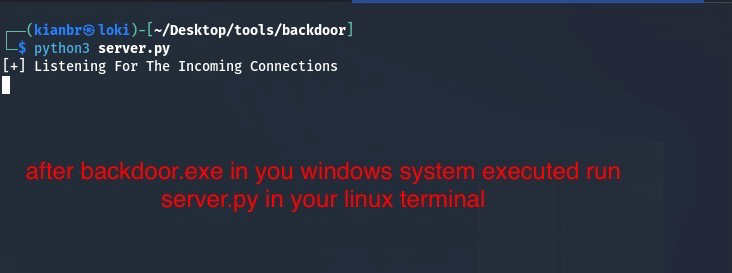 (kianbr㉿loki)-[~/Desktop/tools/backdoor]
$ python3 server.py
[+] Listening For The Incoming Connections
after backdoor.exe in you windows system executed run
server.py in your linux terminal